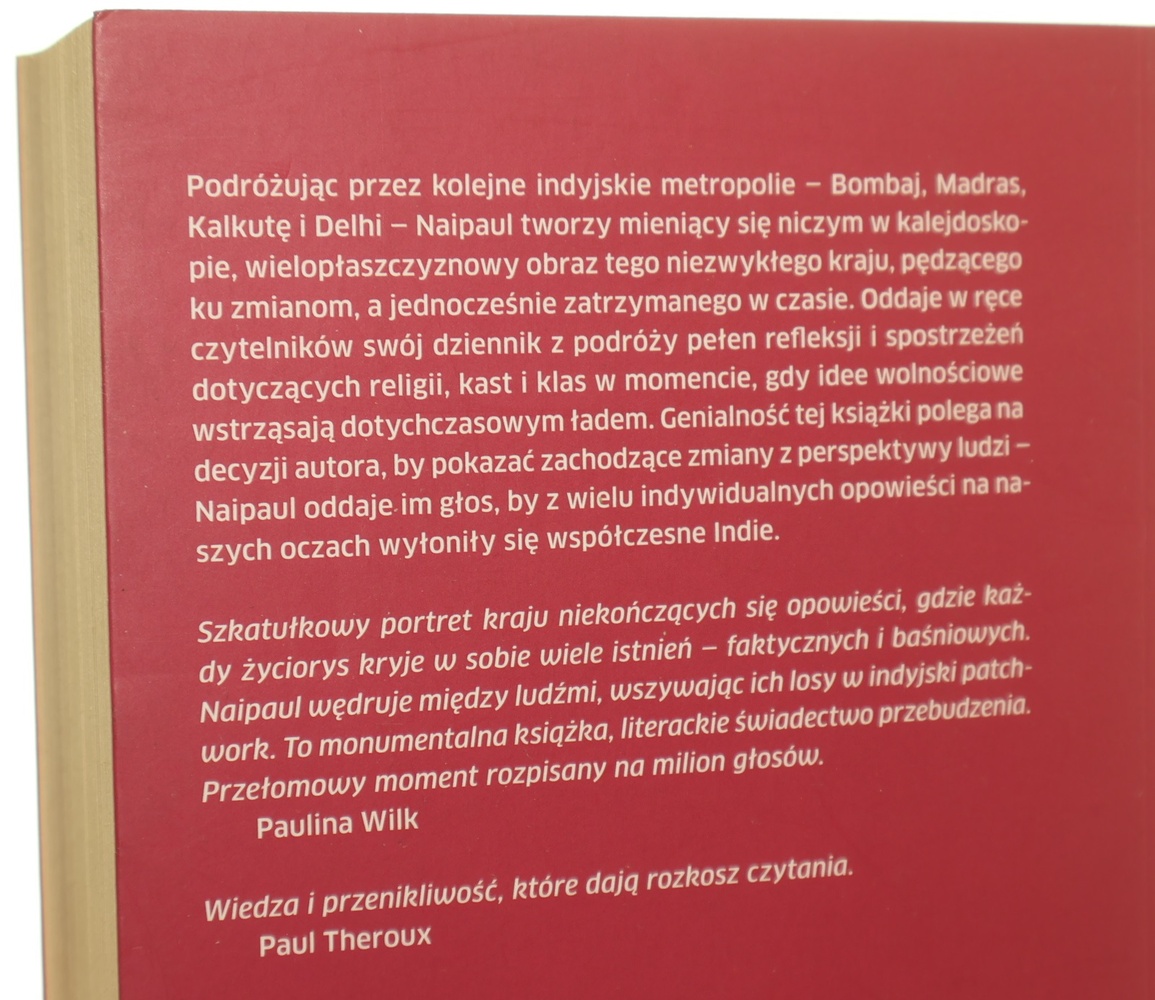 Podróżując przez kolejne indyjskie metropolie – Bombaj, Madras,
Kalkutę i Delhi – Naipaul tworzy mieniący się niczym w kalejdosko-
pie, wielopłaszczyznowy obraz tego niezwykłego kraju, pędzącego
ku zmianom, a jednocześnie zatrzymanego w czasie. Oddaje w ręce
czytelników swój dziennik z podróży pełen refleksji i spostrzeżeń
dotyczących religii, kast i klas w momencie, gdy idee wolnościowe
wstrząsają dotychczasowym ładem. Genialność tej książki polega na
decyzji autora, by pokazać zachodzące zmiany z perspektywy ludzi –
Naipaul oddaje im głos, by z wielu indywidualnych opowieści na na-
szych oczach wyłoniły się współczesne Indie.
Szkatułkowy portret kraju niekończących się opowieści, gdzie każ-
dy życiorys kryje w sobie wiele istnień – faktycznych i baśniowych.
Naipaul wędruje między ludźmi, wszywając ich losy w indyjski patch-
work. To monumentalna książka, literackie świadectwo przebudzenia.
Przełomowy moment rozpisany na milion głosów.
Paulina Wilk
Wiedza i przenikliwość, które dają rozkosz czytania.
Paul Theroux